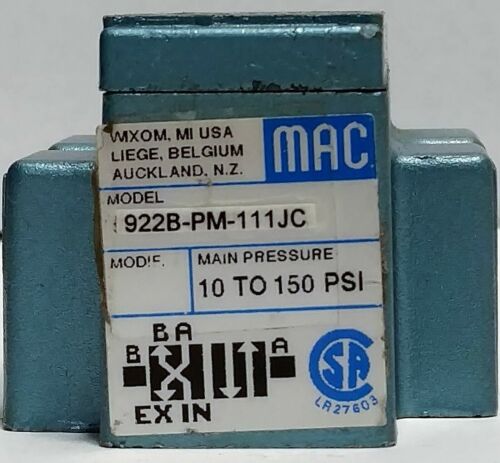 WIXOM, MI USA
LIEGE, BELGIUM
AUCKLAND, N.Z.
MAC
MODEL
922B-PM-111JC
MODIF.
MAIN PRESSURE
10 TO 150 PSI
B A
B
A
EX IN
SA
LR27603